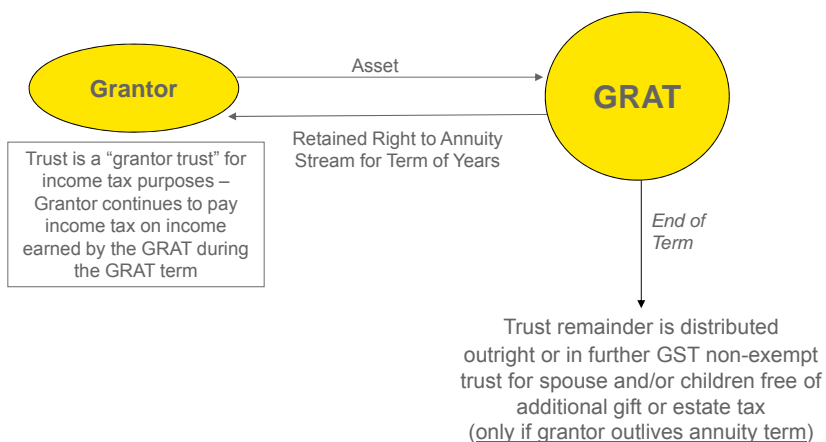 Asset
Grantor
GRAT
Retained Right to Annuity
Stream for Term of Years
Trust is a “grantor trust” for
income tax purposes –
Grantor continues to pay
income tax on income
earned by the GRAT during
the GRAT term
End of
Term
Trust remainder is distributed
outright or in further GST non-exempt
trust for spouse and/or children free of
additional gift or estate tax
(only if grantor outlives annuity term)